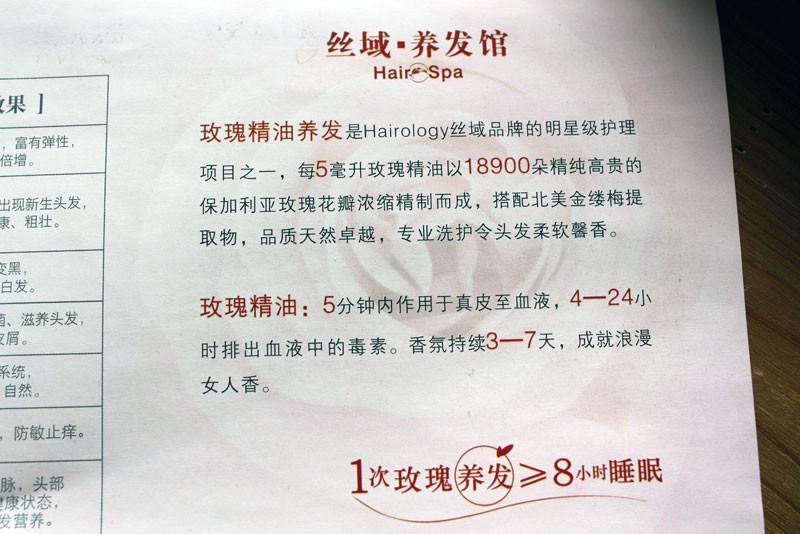 丝域·养发馆
Hair Spa
玫瑰精油养发是Hairology丝域品牌的明星级护理
项目之一，每5毫升玫瑰精油以18900朵精纯高贵的
保加利亚玫瑰花瓣浓缩精制而成，搭配北美金缕梅提
取物，品质天然卓越，专业洗护令头发柔软馨香。
玫瑰精油：5分钟内作用于真皮至血液，4—24小
时排出血液中的毒素。香氛持续3—7天，成就浪漫
女人香。
1次玫瑰养发≥8小时睡眠
效果］
，富有弹性，
倍增。
出现新生头发，
康、粗壮。
变黑，
白发。
、滋养头发，
皮屑。
系统，
自然。
，防敏止痒。
脉，头部
健康状态，
发营养。